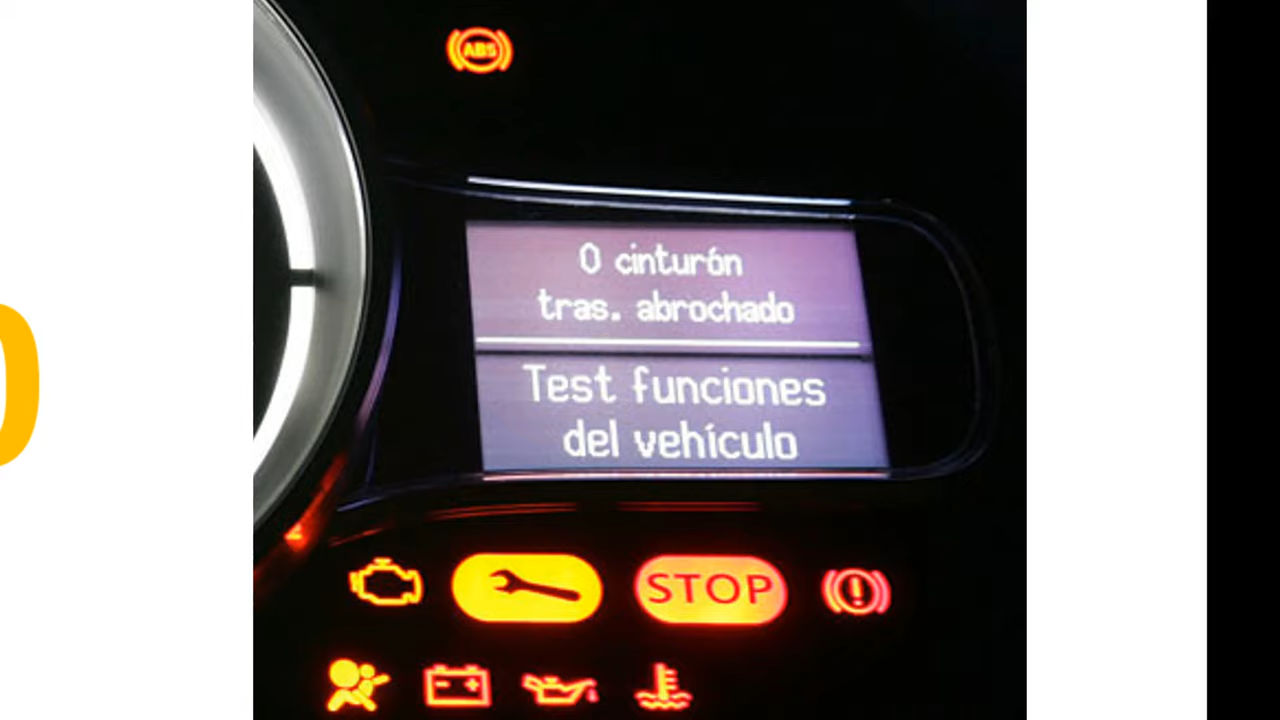 ABS
0 cinturón
tras. abrochado
Test funciones
del vehículo
STOP